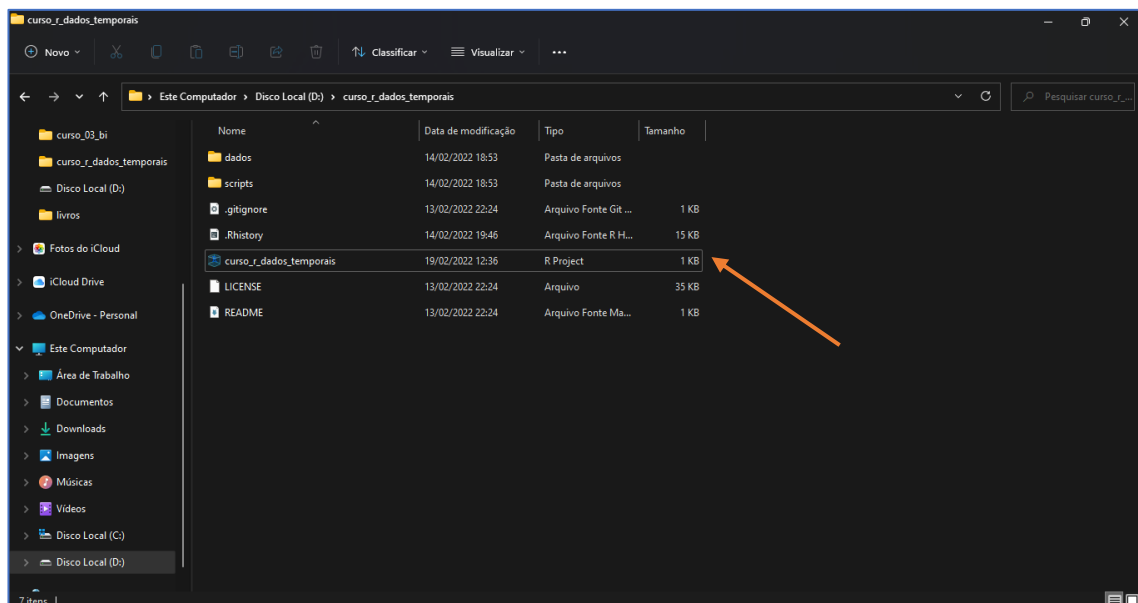 curso_r_dados_temporais
Novo
Classificar
Visualizar
Este Computador > Disco Local (D:) > curso_r_dados_temporais
Pesquisar curso_r_...
curso_03_bi
curso_r_dados_temporais
Disco Local (D:)
livros
Fotos do iCloud
iCloud Drive
OneDrive - Personal
Este Computador
Área de Trabalho
Documentos
Downloads
Imagens
Músicas
Vídeos
Disco Local (C:)
Disco Local (D:)
Nome Data de modificação Tipo Tamanho
dados 14/02/2022 18:53 Pasta de arquivos
scripts 14/02/2022 18:53 Pasta de arquivos
.gitignore 13/02/2022 22:24 Arquivo Fonte Git ... 1 KB
.Rhistory 14/02/2022 19:46 Arquivo Fonte R H... 15 KB
curso_r_dados_temporais 19/02/2022 12:36 R Project 1 KB
LICENSE 13/02/2022 22:24 Arquivo 35 KB
README 13/02/2022 22:24 Arquivo Fonte Ma... 1 KB
7 itens